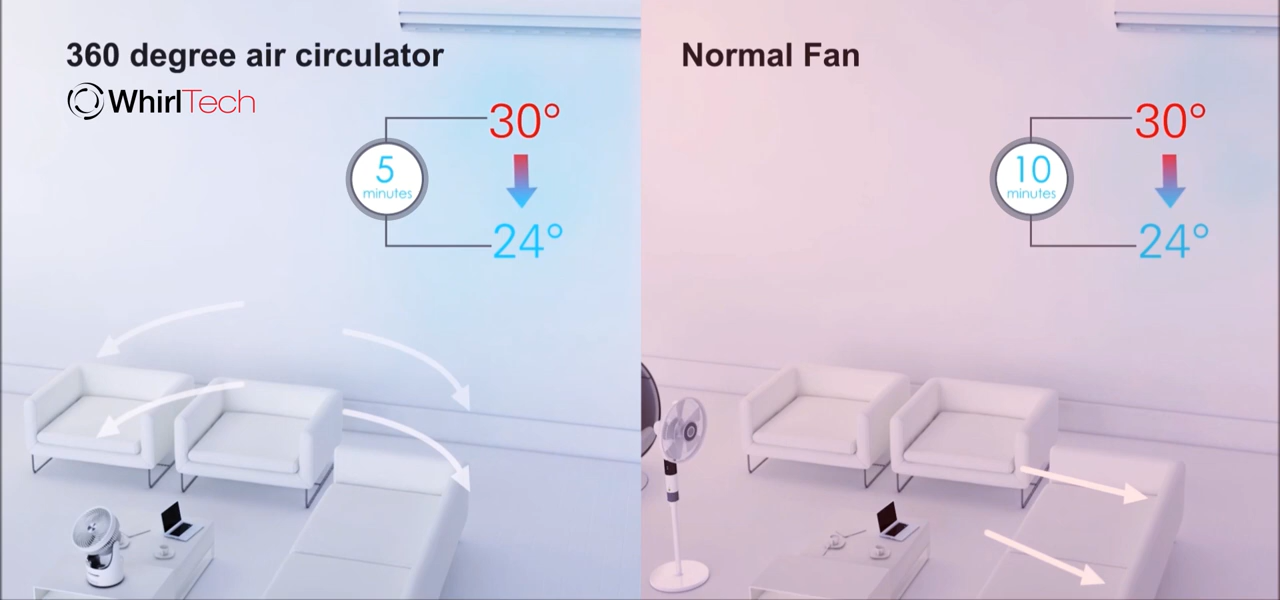 360 degree air circulator
WhirlTech
30°
5
minutes
24°
Normal Fan
30°
10
minutes
24°